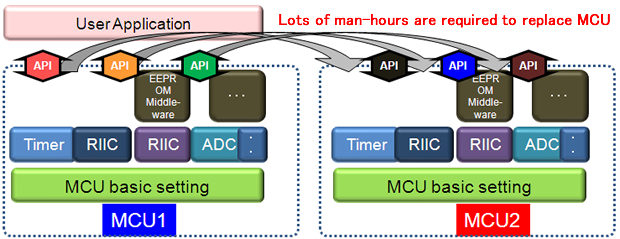 User Application
Lots of man-hours are required to replace MCU
API
API
API
API
API
API
EEPR
OM
Middle-
ware
...
EEPR
OM
Middle-
ware
...
Timer
RIIC
RIIC
ADC
:
Timer
RIIC
RIIC
ADC
:
MCU basic setting
MCU basic setting
MCU1
MCU2